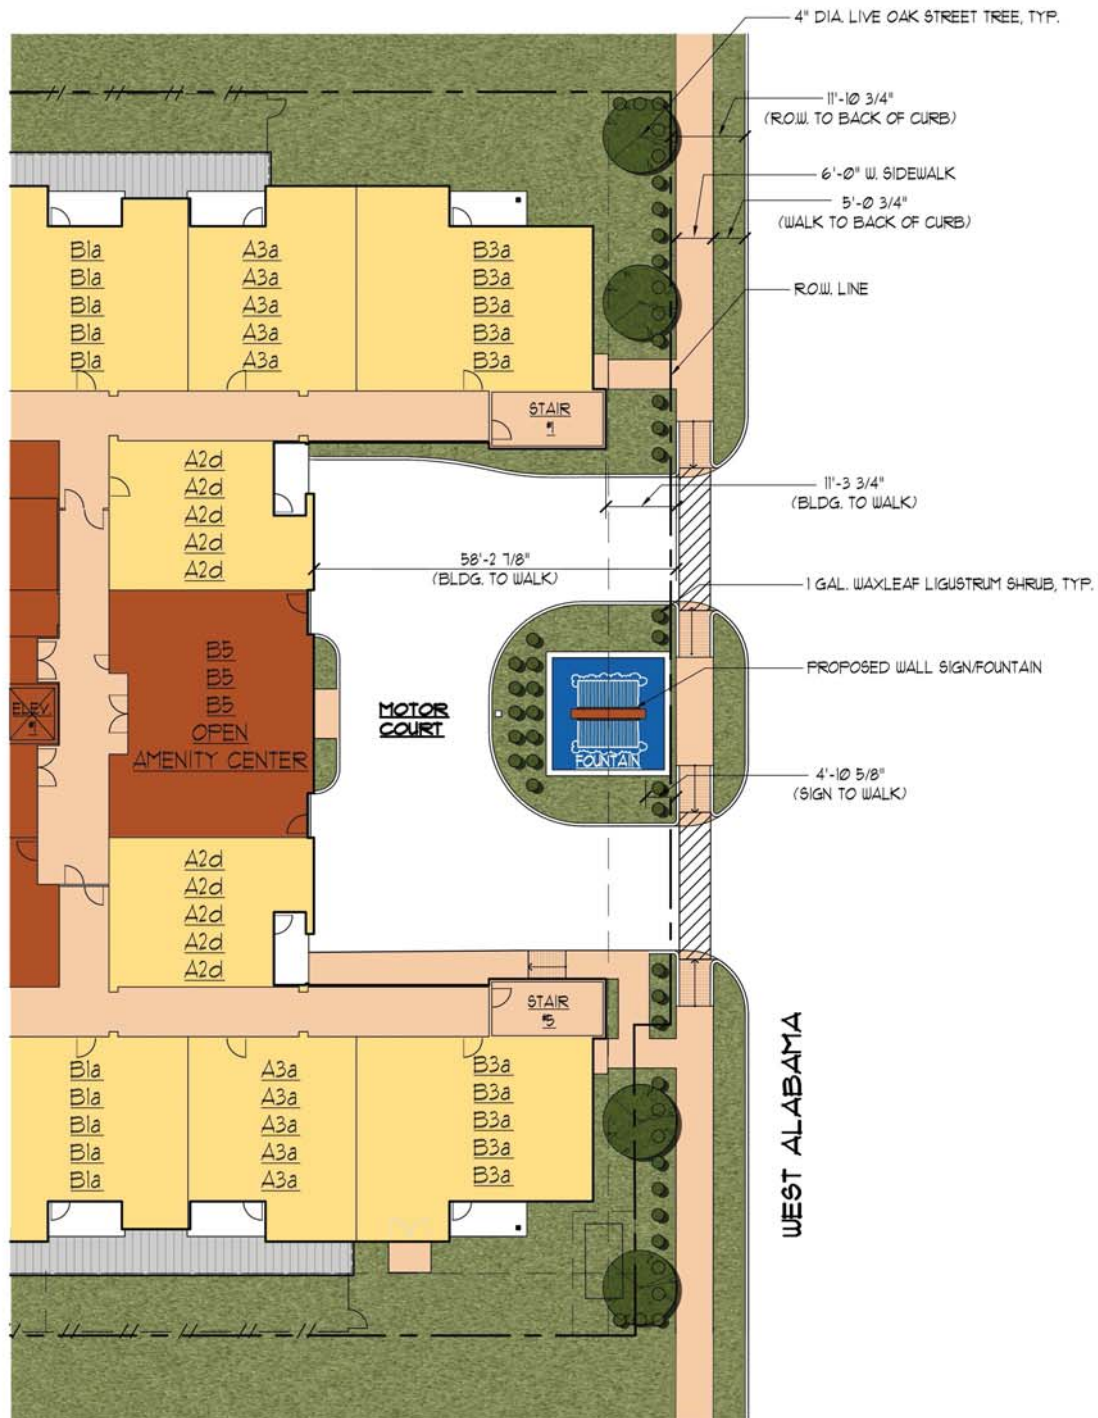 4" DIA. LIVE OAK STREET TREE, TYP.
11'-10 3/4"
(R.O.W. TO BACK OF CURB)
6'-0" W. SIDEWALK
5'-0 3/4"
(WALK TO BACK OF CURB)
R.O.W. LINE
B1a
B1a
B1a
B1a
B1a
A3a
A3a
A3a
A3a
A3a
B3a
B3a
B3a
B3a
B3a
STAIR
#1
A2d
A2d
A2d
A2d
A2d
11'-3 3/4"
(BLDG. TO WALK)
58'-2 7/8"
(BLDG. TO WALK)
1 GAL. WAXLEAF LIGUSTRUM SHRUB, TYP.
PROPOSED WALL SIGN/FOUNTAIN
B5
B5
B5
OPEN
AMENITY CENTER
ELEV.
MOTOR
COURT
FOUNTAIN
4'-10 5/8"
(SIGN TO WALK)
A2d
A2d
A2d
A2d
A2d
STAIR
#5
B1a
B1a
B1a
B1a
B1a
A3a
A3a
A3a
A3a
A3a
B3a
B3a
B3a
B3a
B3a
WEST ALABAMA